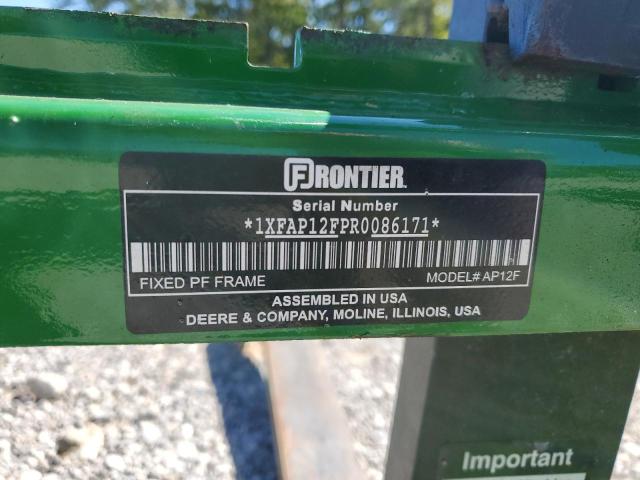 FRONTIER
Serial Number
*1XFAP12FPR0086171*
FIXED PF FRAME MODEL# AP12F
ASSEMBLED IN USA
DEERE & COMPANY, MOLINE, ILLINOIS, USA
Important